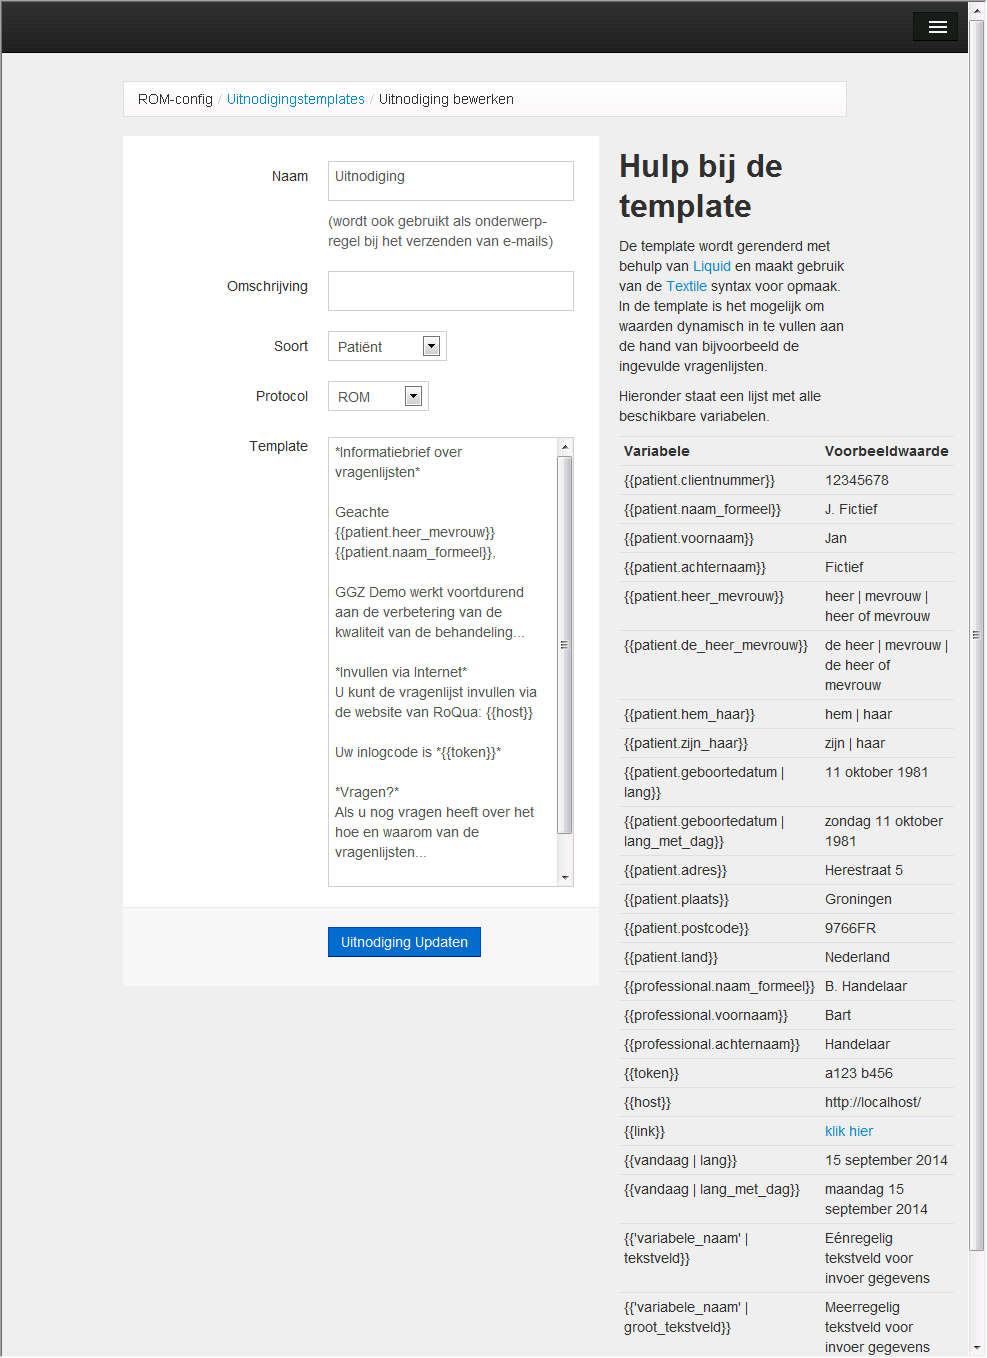 ROM-config / Uitnodigingstemplates / Uitnodiging bewerken
Naam
Uitnodiging
(wordt ook gebruikt als onderwerp-
regel bij het verzenden van e-mails)
Omschrijving
Soort
Patiënt
Protocol
ROM
Template
*Informatiebrief over
vragenlijsten*
Geachte
{{patient.heer_mevrouw}}
{{patient.naam_formeel}},
GGZ Demo werkt voortdurend
aan de verbetering van de
kwaliteit van de behandeling...
*Invullen via Internet*
U kunt de vragenlijst invullen via
de website van RoQua: {{host}}
Uw inlogcode is *{{token}}*
*Vragen?*
Als u nog vragen heeft over het
hoe en waarom van de
vragenlijsten...
Uitnodiging Updaten
Hulp bij de
template
De template wordt gerenderd met
behulp van Liquid en maakt gebruik
van de Textile syntax voor opmaak.
In de template is het mogelijk om
waarden dynamisch in te vullen aan
de hand van bijvoorbeeld de
ingevulde vragenlijsten.
Hieronder staat een lijst met alle
beschikbare variabelen.
Variabele Voorbeeldwaarde
{{patient.clientnummer}} 12345678
{{patient.naam_formeel}} J. Fictief
{{patient.voornaam}} Jan
{{patient.achternaam}} Fictief
{{patient.heer_mevrouw}} heer | mevrouw |
heer of mevrouw
{{patient.de_heer_mevrouw}} de heer | mevrouw |
de heer of
mevrouw
{{patient.hem_haar}} hem | haar
{{patient.zijn_haar}} zijn | haar
{{patient.geboortedatum | 11 oktober 1981
lang}}
{{patient.geboortedatum | zondag 11 oktober
lang_met_dag}} 1981
{{patient.adres}} Herestraat 5
{{patient.plaats}} Groningen
{{patient.postcode}} 9766FR
{{patient.land}} Nederland
{{professional.naam_formeel}} B. Handelaar
{{professional.voornaam}} Bart
{{professional.achternaam}} Handelaar
{{token}} a123 b456
{{host}} http://localhost/
{{link}} klik hier
{{vandaag | lang}} 15 september 2014
{{vandaag | lang_met_dag}} maandag 15
september 2014
{{'variabele_naam' | Eénregelig
tekstveld}} tekstveld voor
invoer gegevens
{{'variabele_naam' | Meerregelig
groot_tekstveld}} tekstveld voor
invoer gegevens